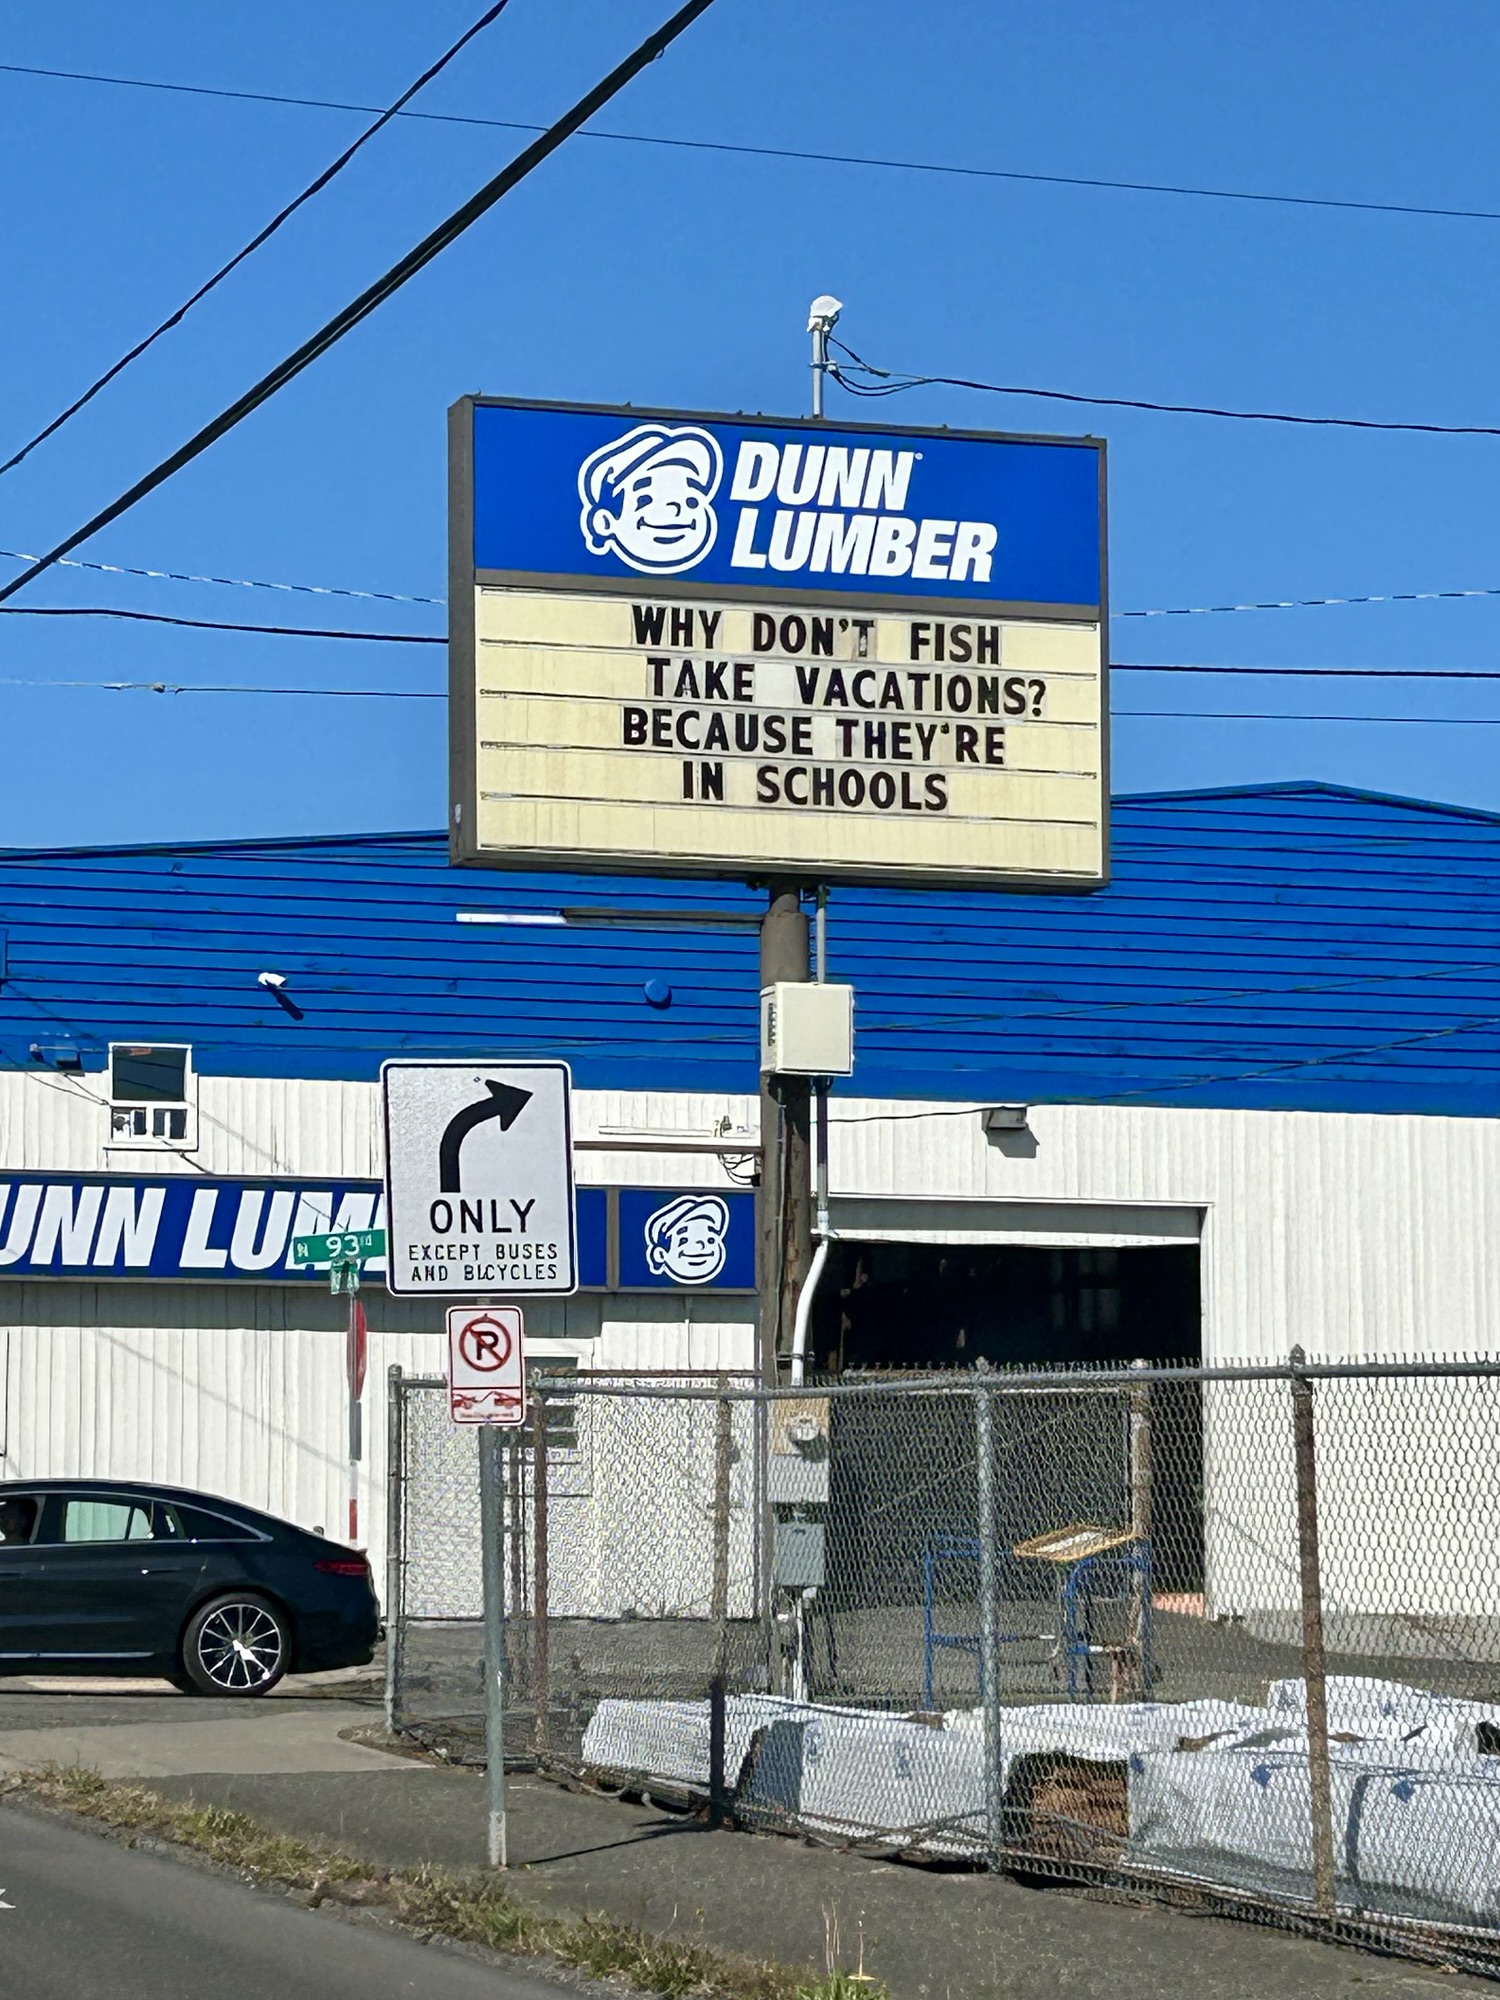 DUNN®
LUMBER
WHY DON'T FISH
TAKE VACATIONS?
BECAUSE THEY'RE
IN SCHOOLS
UNN LUM
N 93rd
ONLY
EXCEPT BUSES
AND BICYCLES
P